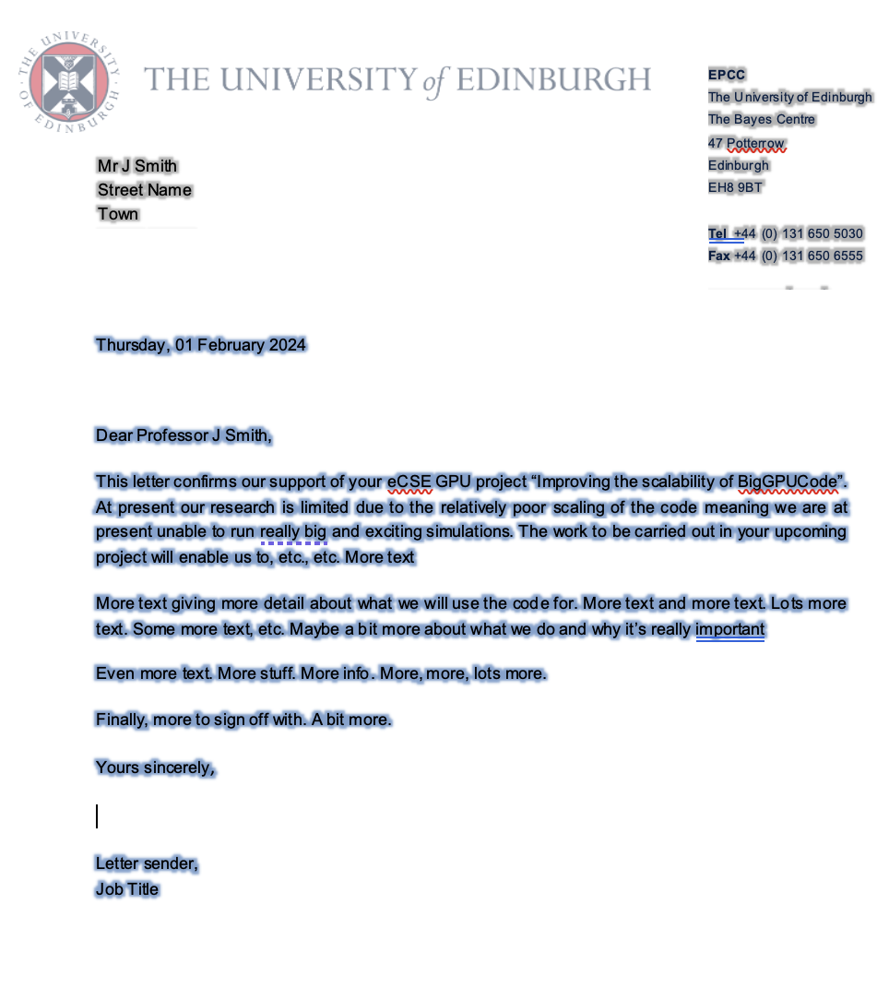 THE UNIVERSITY OF EDINBURGH
THE UNIVERSITY of EDINBURGH
EPCC
The University of Edinburgh
The Bayes Centre
47 Potterrow
Edinburgh
EH8 9BT
Tel +44 (0) 131 650 5030
Fax +44 (0) 131 650 6555
Mr J Smith
Street Name
Town
Thursday, 01 February 2024
Dear Professor J Smith,
This letter confirms our support of your eCSE GPU project “Improving the scalability of BigGPUCode”.
At present our research is limited due to the relatively poor scaling of the code meaning we are at
present unable to run really big and exciting simulations. The work to be carried out in your upcoming
project will enable us to, etc., etc. More text
More text giving more detail about what we will use the code for. More text and more text. Lots more
text. Some more text, etc. Maybe a bit more about what we do and why it’s really important
Even more text. More stuff. More info. More, more, lots more.
Finally, more to sign off with. A bit more.
Yours sincerely,
Letter sender,
Job Title